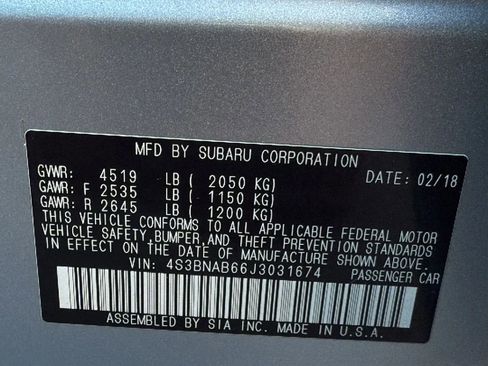 MFD BY SUBARU CORPORATION
GVWR: 4519 LB ( 2050 KG) DATE: 02/18
GAWR: F 2535 LB ( 1150 KG)
GAWR: R 2645 LB ( 1200 KG)
THIS VEHICLE CONFORMS TO ALL APPLICABLE FEDERAL MOTOR
VEHICLE SAFETY, BUMPER, AND THEFT PREVENTION STANDARDS
IN EFFECT ON THE DATE OF MANUFACTURE SHOWN ABOVE.
VIN: 4S3BNAB66J3031674 PASSENGER CAR
ASSEMBLED BY SIA INC. MADE IN U.S.A.